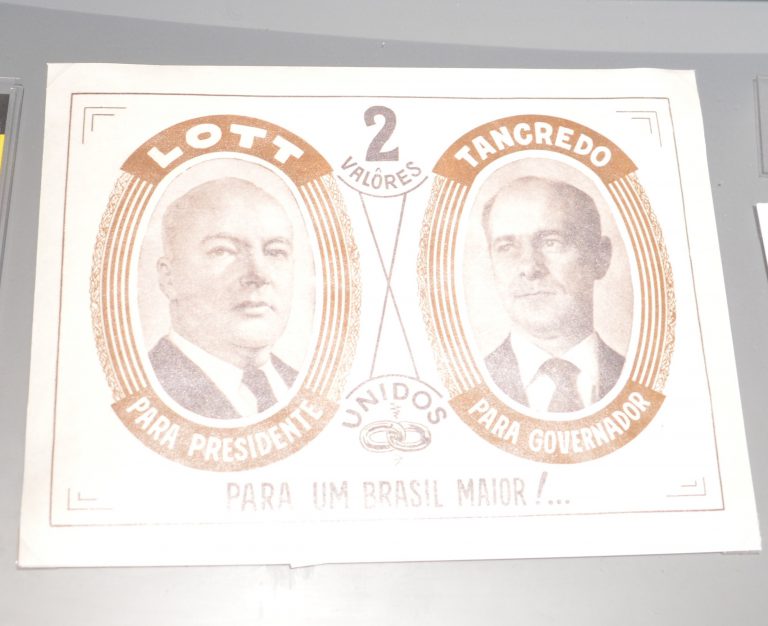 LOTT
PARA PRESIDENTE
2
VALÔRES
UNIDOS
TANCREDO
PARA GOVERNADOR
PARA UM BRASIL MAIOR!...